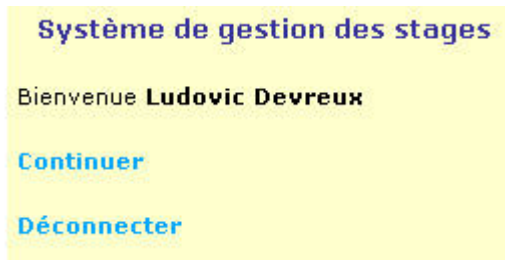 Système de gestion des stages
Bienvenue Ludovic Devreux
Continuer
Déconnecter